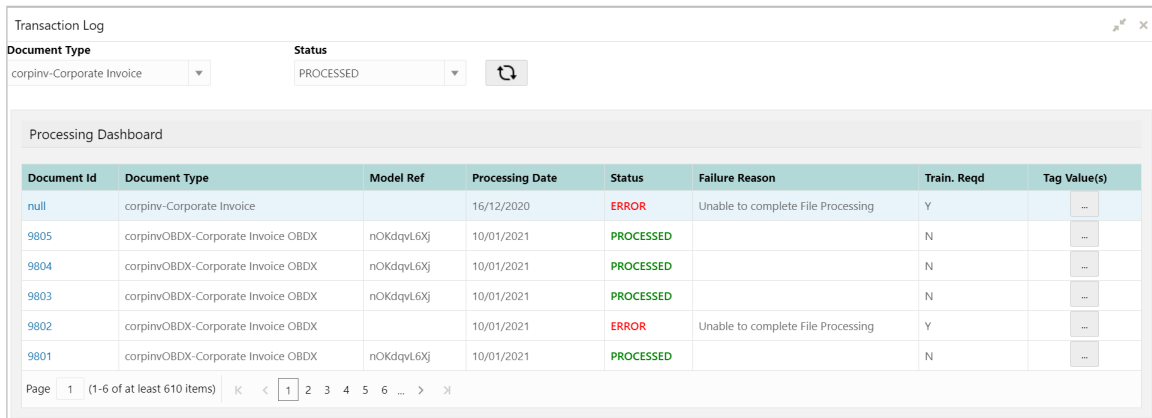 Transaction Log
Document Type Status
corpinv-Corporate Invoice PROCESSED
Processing Dashboard
Document Id Document Type Model Ref Processing Date Status Failure Reason Train. Reqd Tag Value(s)
null corpinv-Corporate Invoice 16/12/2020 ERROR Unable to complete File Processing Y ...
9805 corpinvOBDX-Corporate Invoice OBDX nOKdqvL6Xj 10/01/2021 PROCESSED N ...
9804 corpinvOBDX-Corporate Invoice OBDX nOKdqvL6Xj 10/01/2021 PROCESSED N ...
9803 corpinvOBDX-Corporate Invoice OBDX nOKdqvL6Xj 10/01/2021 PROCESSED N ...
9802 corpinvOBDX-Corporate Invoice OBDX 10/01/2021 ERROR Unable to complete File Processing Y ...
9801 corpinvOBDX-Corporate Invoice OBDX nOKdqvL6Xj 10/01/2021 PROCESSED N ...
Page 1 (1-6 of at least 610 items) 1 2 3 4 5 6 ...